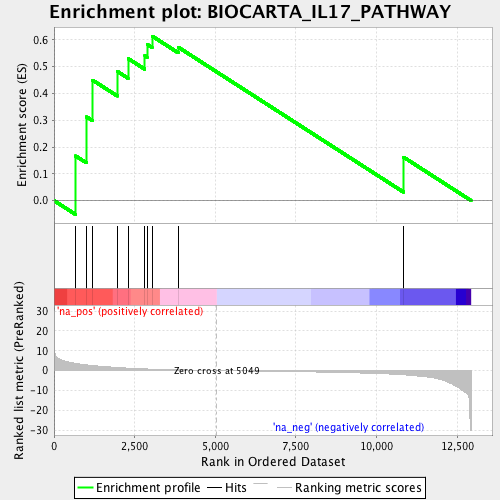 Enrichment plot: BIOCARTA_IL17_PATHWAY
Enrichment score (ES)
0.6
0.5
0.4
0.3
0.2
0.1
0.0
Ranked list metric (PreRanked)
30
20
10
0
-10
-20
-30
'na_pos' (positively correlated)
Zero cross at 5049
'na_neg' (negatively correlated)
0
2,500
5,000
7,500
10,000
12,500
Rank in Ordered Dataset
Enrichment profile
Hits
Ranking metric scores